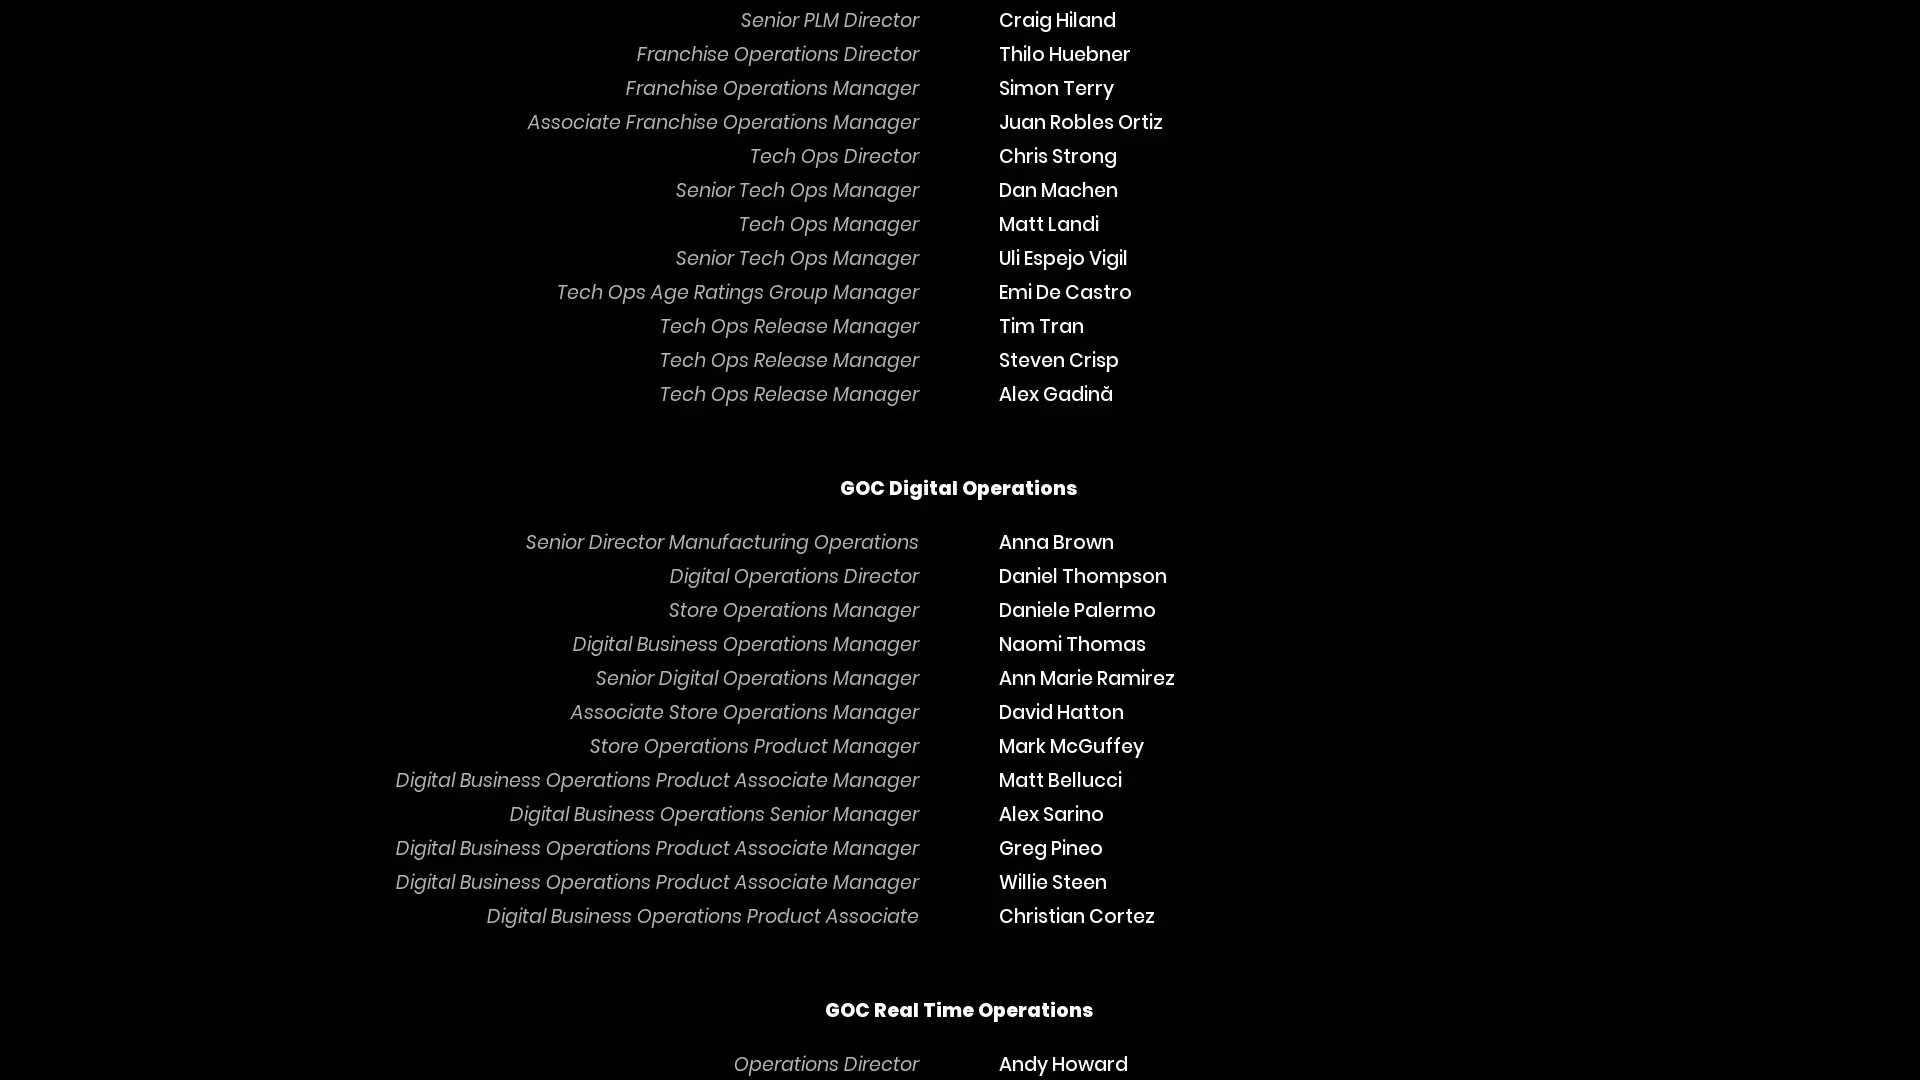 Senior PLM Director Craig Hiland
Franchise Operations Director Thilo Huebner
Franchise Operations Manager Simon Terry
Associate Franchise Operations Manager Juan Robles Ortiz
Tech Ops Director Chris Strong
Senior Tech Ops Manager Dan Machen
Tech Ops Manager Matt Landi
Senior Tech Ops Manager Uli Espejo Vigil
Tech Ops Age Ratings Group Manager Emi De Castro
Tech Ops Release Manager Tim Tran
Tech Ops Release Manager Steven Crisp
Tech Ops Release Manager Alex Gadină
GOC Digital Operations
Senior Director Manufacturing Operations Anna Brown
Digital Operations Director Daniel Thompson
Store Operations Manager Daniele Palermo
Digital Business Operations Manager Naomi Thomas
Senior Digital Operations Manager Ann Marie Ramirez
Associate Store Operations Manager David Hatton
Store Operations Product Manager Mark McGuffey
Digital Business Operations Product Associate Manager Matt Bellucci
Digital Business Operations Senior Manager Alex Sarino
Digital Business Operations Product Associate Manager Greg Pineo
Digital Business Operations Product Associate Manager Willie Steen
Digital Business Operations Product Associate Christian Cortez
GOC Real Time Operations
Operations Director Andy Howard